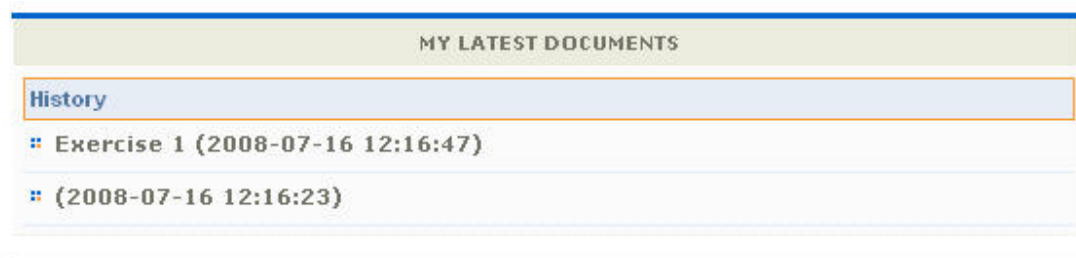 MY LATEST DOCUMENTS
History
Exercise 1 (2008-07-16 12:16:47)
(2008-07-16 12:16:23)